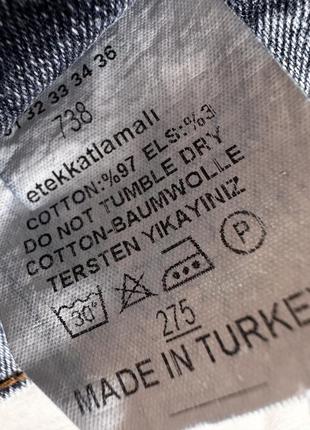 32 33 34 36
738
etekkatlamali
COTTON:%97 ELS:%3
DO NOT TUMBLE DRY
COTTON-BAUMWOLLE
TERSTEN YIKAYINIZ
30° P
275
MADE IN TURKEY